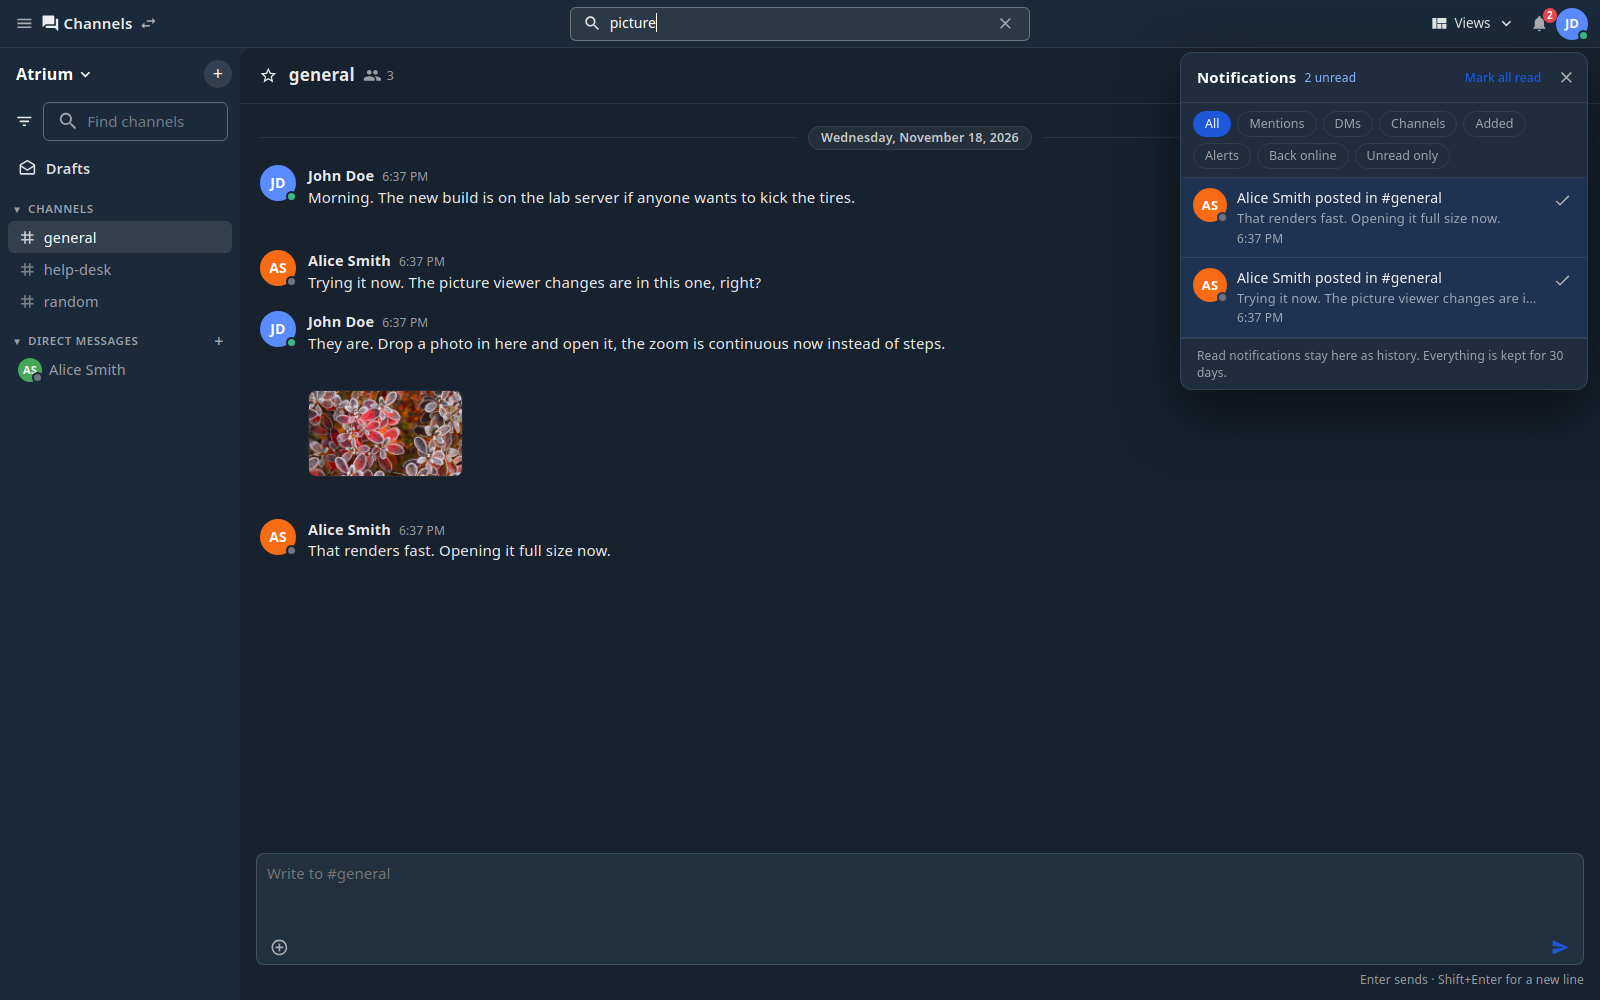 Channels
picture
Views
2
JD
Atrium
+
Find channels
Drafts
CHANNELS
general
help-desk
random
DIRECT MESSAGES +
AS Alice Smith
general 3
Wednesday, November 18, 2026
JD John Doe 6:37 PM
Morning. The new build is on the lab server if anyone wants to kick the tires.
AS Alice Smith 6:37 PM
Trying it now. The picture viewer changes are in this one, right?
JD John Doe 6:37 PM
They are. Drop a photo in here and open it, the zoom is continuous now instead of steps.
AS Alice Smith 6:37 PM
That renders fast. Opening it full size now.
Write to #general
Enter sends · Shift+Enter for a new line
Notifications 2 unread Mark all read
All Mentions DMs Channels Added
Alerts Back online Unread only
AS Alice Smith posted in #general
That renders fast. Opening it full size now.
6:37 PM
AS Alice Smith posted in #general
Trying it now. The picture viewer changes are i…
6:37 PM
Read notifications stay here as history. Everything is kept for 30
days.